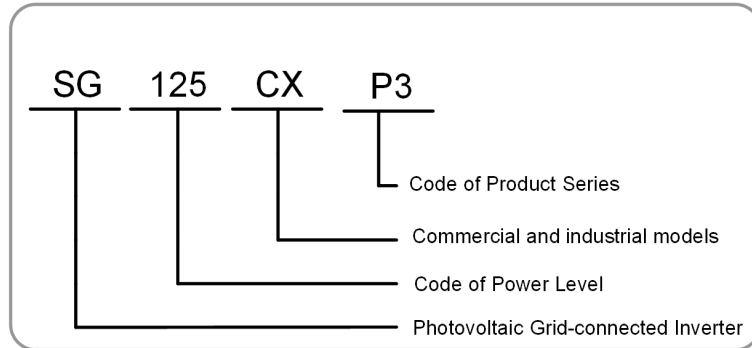 SG 125 CX P3
Code of Product Series
Commercial and industrial models
Code of Power Level
Photovoltaic Grid-connected Inverter